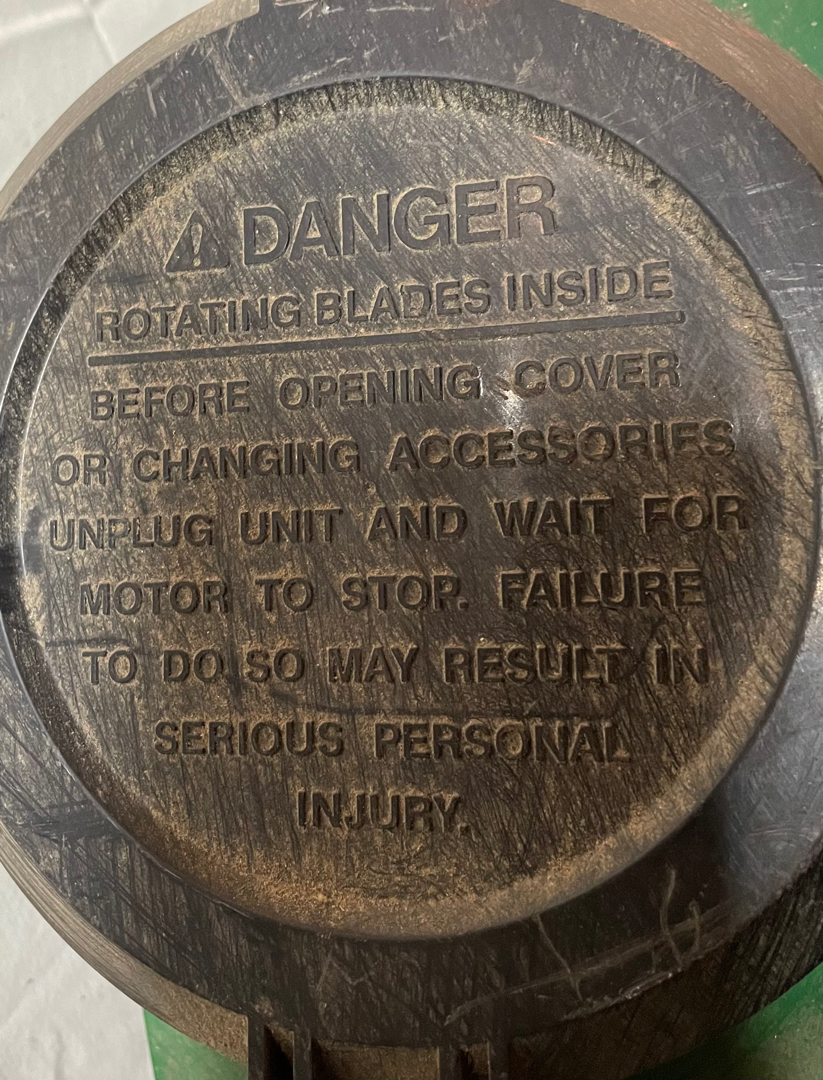 DANGER
ROTATING BLADES INSIDE
BEFORE OPENING COVER
OR CHANGING ACCESSORIES
UNPLUG UNIT AND WAIT FOR
MOTOR TO STOP. FAILURE
TO DO SO MAY RESULT IN
SERIOUS PERSONAL
INJURY.